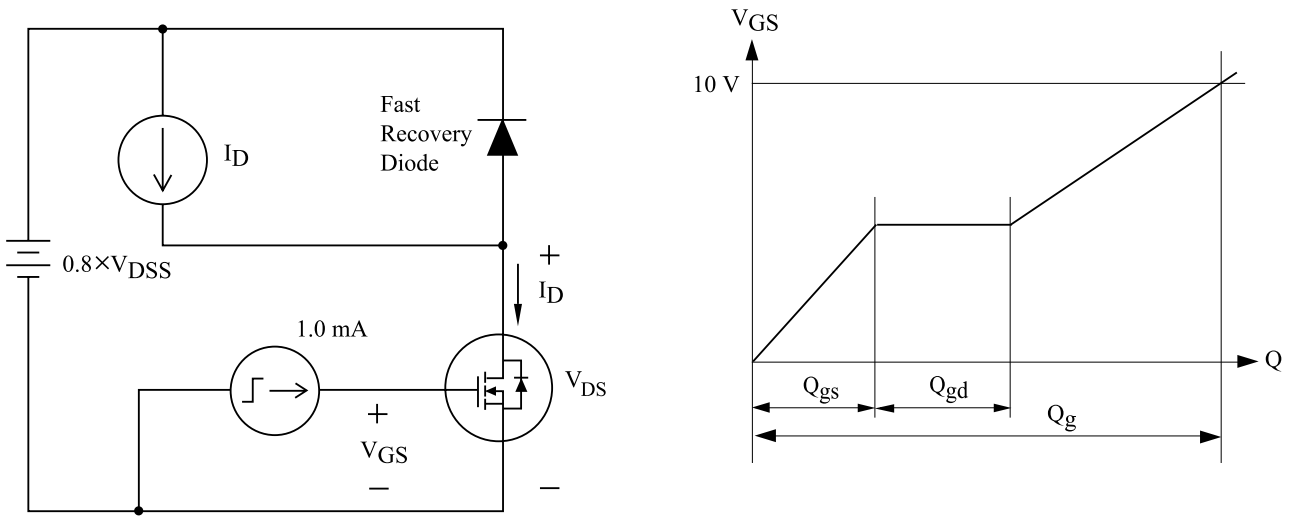 I_D
Fast
Recovery
Diode
0.8×V_DSS
+
I_D
1.0 mA
V_DS
+
V_GS
−
−
V_GS
10 V
Q
Q_gs
Q_gd
Q_g